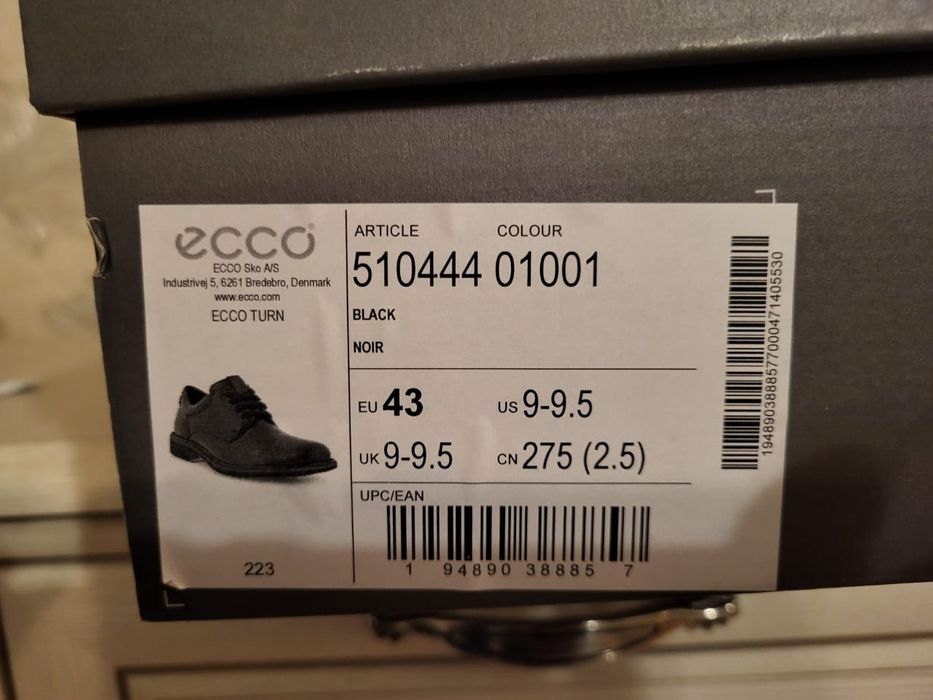 ecco®
ECCO Sko A/S
Industrivej 5, 6261 Bredebro, Denmark
www.ecco.com
ECCO TURN
223
ARTICLE COLOUR
510444 01001
BLACK
NOIR
EU 43 US 9-9.5
UK 9-9.5 CN 275 (2.5)
UPC/EAN
1 94890 38885 7
1948903888577000471405530